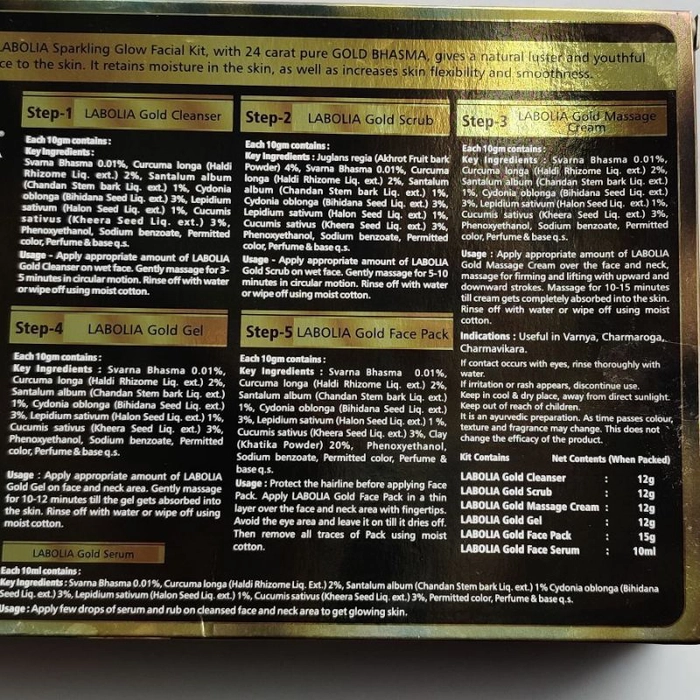 LABOLIA Sparkling Glow Facial Kit, with 24 carat pure GOLD BHASMA, gives a natural luster and youthful
ce to the skin. It retains moisture in the skin, as well as increases skin flexibility and smoothness.
Step-1 LABOLIA Gold Cleanser
Each 10gm contains :
Key Ingredients :
Svarna Bhasma 0.01%, Curcuma longa (Haldi
Rhizome Liq. ext.) 2%, Santalum album
(Chandan Stem bark Liq. ext.) 1%, Cydonia
oblonga (Bihidana Seed Liq. ext.) 3%, Lepidium
sativum (Halon Seed Liq. ext.) 1%, Cucumis
sativus (Kheera Seed Liq. ext.) 3%,
Phenoxyethanol, Sodium benzoate, Permitted
color, Perfume & base q.s.
Usage - Apply appropriate amount of LABOLIA
Gold Cleanser on wet face. Gently massage for 3-
5 minutes in circular motion. Rinse off with water
or wipe off using moist cotton.
Step-2 LABOLIA Gold Scrub
Each 10gm contains :
Key Ingredients : Juglans regia (Akhrot Fruit bark
Powder) 4%, Svarna Bhasma 0.01%, Curcuma
longa (Haldi Rhizome Liq. ext.) 2%, Santalum
album (Chandan Stem bark Liq. ext.) 1%,
Cydonia oblonga (Bihidana Seed Liq. ext.) 3%,
Lepidium sativum (Halon Seed Liq. ext.) 1%,
Cucumis sativus (Kheera Seed Liq. ext.) 3%,
Phenoxyethanol, Sodium benzoate, Permitted
color, Perfume & base q.s.
Usage - Apply appropriate amount of LABOLIA
Gold Scrub on wet face. Gently massage for 5-10
minutes in circular motion. Rinse off with water
or wipe off using moist cotton.
Step-3 LABOLIA Gold Massage
Cream
Each 10gm contains :
Key Ingredients : Svarna Bhasma 0.01%,
Curcuma longa (Haldi Rhizome Liq. ext.) 2%,
Santalum album (Chandan Stem bark Liq. ext.)
1%, Cydonia oblonga (Bihidana Seed Liq. ext.)
3%, Lepidium sativum (Halon Seed Liq. ext.) 1%,
Cucumis sativus (Kheera Seed Liq. ext.) 3%,
Phenoxyethanol, Sodium benzoate, Permitted
color, Perfume & base q.s.
Usage : Apply appropriate amount of LABOLIA
Gold Massage Cream over the face and neck,
massage for firming and lifting with upward and
downward strokes. Massage for 10-15 minutes
till cream gets completely absorbed into the skin.
Rinse off with water or wipe off using moist
cotton.
Indications : Useful in Varnya, Charmaroga,
Charmavikara.
If contact occurs with eyes, rinse thoroughly with
water.
If irritation or rash appears, discontinue use.
Keep in cool & dry place, away from direct sunlight.
Keep out of reach of children.
It is an ayurvedic preparation. As time passes colour,
texture and fragrance may change. This does not
change the efficacy of the product.
Kit Contains Net Contents (When Packed)
LABOLIA Gold Cleanser : 12g
LABOLIA Gold Scrub : 12g
LABOLIA Gold Massage Cream : 12g
LABOLIA Gold Gel : 12g
LABOLIA Gold Face Pack : 15g
LABOLIA Gold Face Serum : 10ml
Step-4 LABOLIA Gold Gel
Each 10gm contains :
Key Ingredients : Svarna Bhasma 0.01%,
Curcuma longa (Haldi Rhizome Liq. ext.) 2%,
Santalum album (Chandan Stem bark Liq. ext.)
1%, Cydonia oblonga (Bihidana Seed Liq. ext.)
3%, Lepidium sativum (Halon Seed Liq. ext.) 1%,
Cucumis sativus (Kheera Seed Liq. ext.) 3%,
Phenoxyethanol, Sodium benzoate, Permitted
color, Perfume & base q.s.
Usage : Apply appropriate amount of LABOLIA
Gold Gel on face and neck area. Gently massage
for 10-12 minutes till the gel gets absorbed into
the skin. Rinse off with water or wipe off using
moist cotton.
Step-5 LABOLIA Gold Face Pack
Each 10gm contains :
Key Ingredients : Svarna Bhasma 0.01%,
Curcuma longa (Haldi Rhizome Liq. ext.) 2%,
Santalum album (Chandan Stem bark Liq. ext.)
1%, Cydonia oblonga (Bihidana Seed Liq. ext.)
3%, Lepidium sativum (Halon Seed Liq. ext.) 1 %,
Cucumis sativus (Kheera Seed Liq. ext.) 3%, Clay
(Khatika Powder) 20%, Phenoxyethanol,
Sodium benzoate, Permitted color, Perfume &
base q.s.
Usage : Protect the hairline before applying Face
Pack. Apply LABOLIA Gold Face Pack in a thin
layer over the face and neck area with fingertips.
Avoid the eye area and leave it on till it dries off.
Then remove all traces of Pack using moist
cotton.
LABOLIA Gold Serum
Each 10ml contains :
Key Ingredients : Svarna Bhasma 0.01%, Curcuma longa (Haldi Rhizome Liq. Ext.) 2%, Santalum album (Chandan Stem bark Liq. ext.) 1% Cydonia oblonga (Bihidana
Seed Liq. ext.) 3%, Lepidium sativum (Halon Seed Liq. ext.) 1%, Cucumis sativus (Kheera Seed Liq. ext.) 3%, Permitted color, Perfume & base q.s.
Usage : Apply few drops of serum and rub on cleansed face and neck area to get glowing skin.